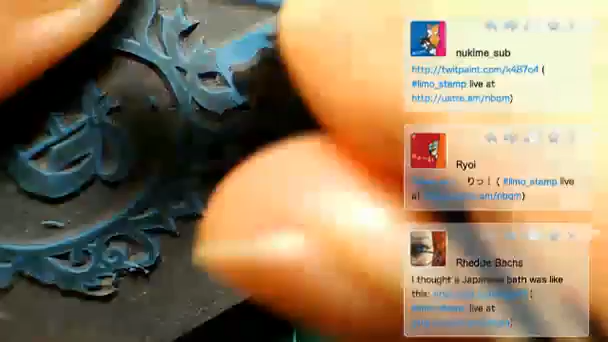 nukime_sub
http://twitpaint.com/k487o4 (
#limo_stamp live at
http://ustre.am/nbqm)
Ryoi
りっ！( #limo_stamp live
at
Rhedge Bachs
I thought a Japanese bath was like
this:
live at